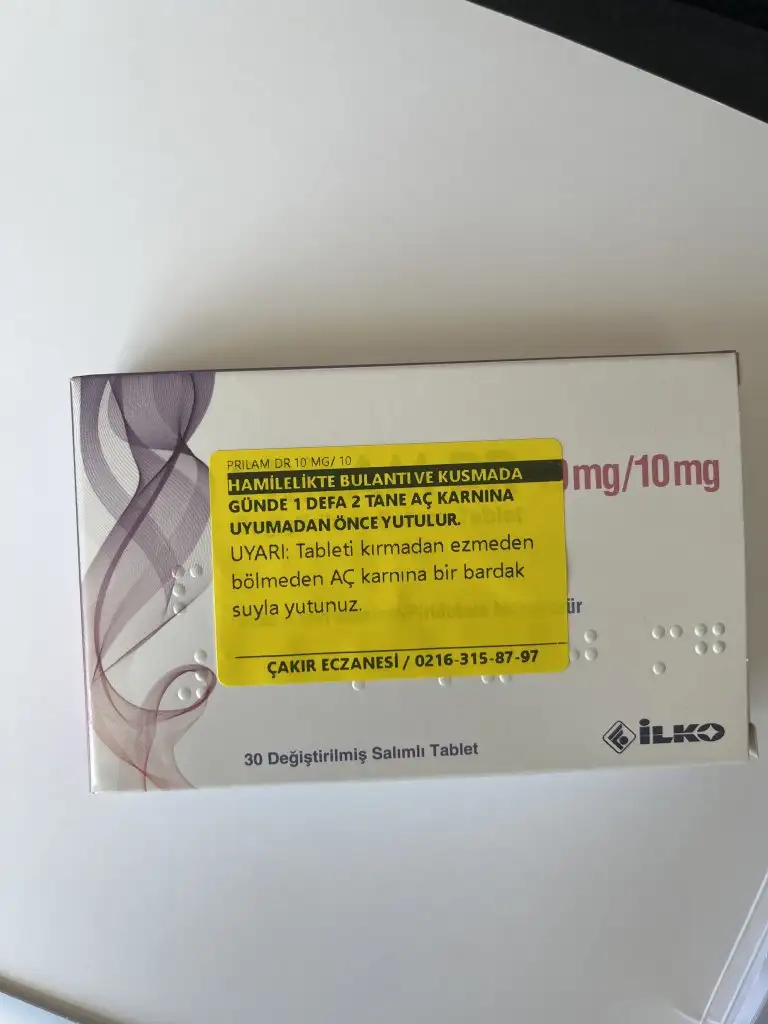 PRILAM DR 10 MG/ 10
HAMİLELİKTE BULANTI VE KUSMADA
GÜNDE 1 DEFA 2 TANE AÇ KARNINA
UYUMADAN ÖNCE YUTULUR.
UYARI: Tableti kırmadan ezmeden
bölmeden AÇ karnına bir bardak
suyla yutunuz.
ÇAKIR ECZANESİ / 0216-315-87-97
mg/10mg
30 Değiştirilmiş Salımlı Tablet
İLKO